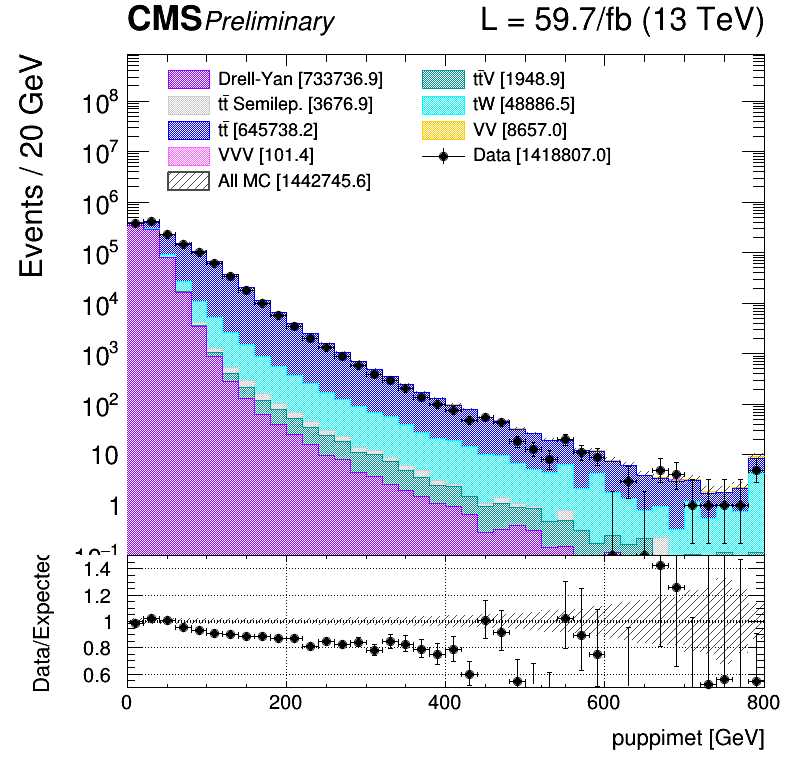 CMS Preliminary L = 59.7/fb (13 TeV)
Events / 20 GeV
Drell-Yan [733736.9]
tt̄ Semilep. [3676.9]
tt̄ [645738.2]
VVV [101.4]
All MC [1442745.6]
tt̄V [1948.9]
tW [48886.5]
VV [8657.0]
Data [1418807.0]
10⁸
10⁷
10⁶
10⁵
10⁴
10³
10²
10
1
10⁻¹
Data/Expected
1.4
1.2
1
0.8
0.6
0 200 400 600 800
puppimet [GeV]